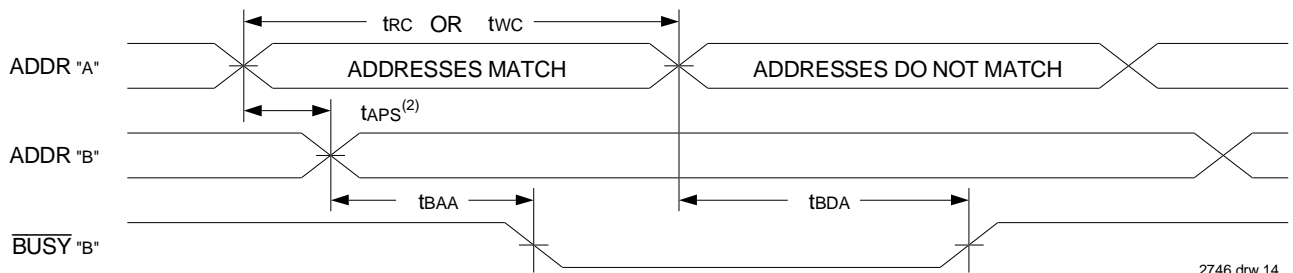 tRC OR tWC
ADDR "A" ADDRESSES MATCH ADDRESSES DO NOT MATCH
tAPS(2)
ADDR "B"
tBAA tBDA
BUSY "B"
2746 drw 14